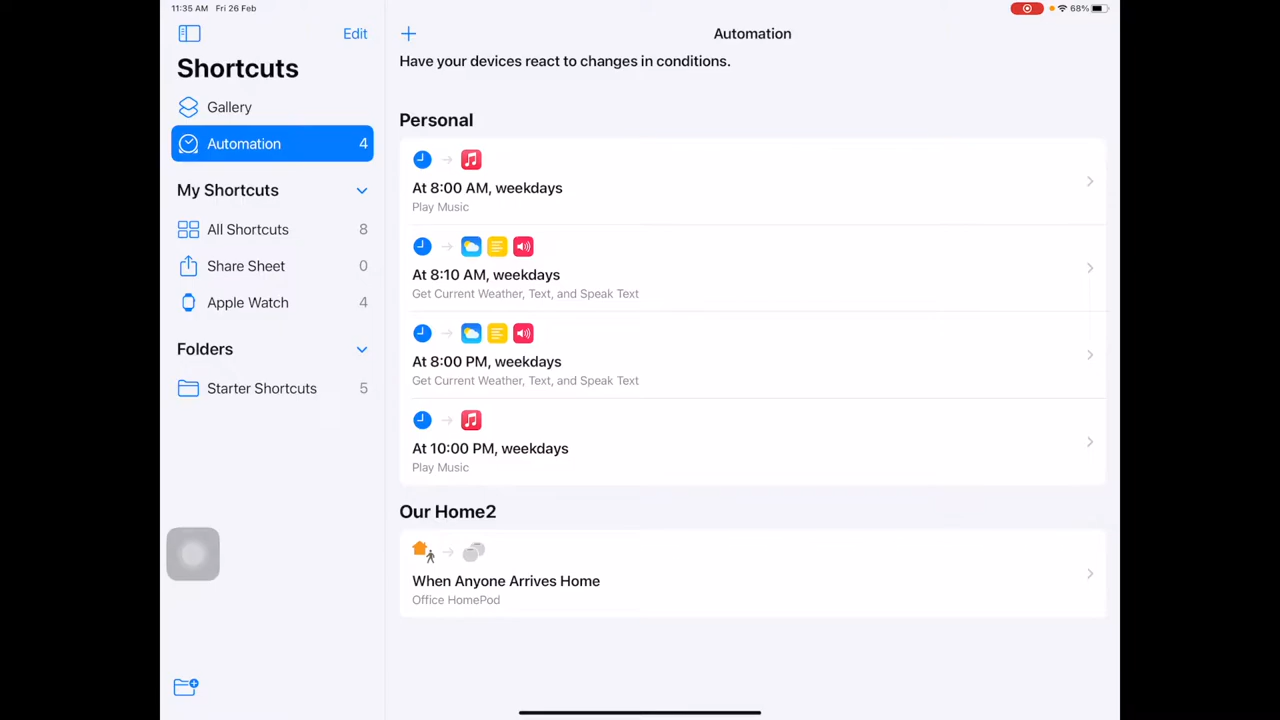 11:35 AM Fri 26 Feb
68%
Edit
Shortcuts
Gallery
Automation 4
My Shortcuts
All Shortcuts 8
Share Sheet 0
Apple Watch 4
Folders
Starter Shortcuts 5
Automation
Have your devices react to changes in conditions.
Personal
At 8:00 AM, weekdays
Play Music
At 8:10 AM, weekdays
Get Current Weather, Text, and Speak Text
At 8:00 PM, weekdays
Get Current Weather, Text, and Speak Text
At 10:00 PM, weekdays
Play Music
Our Home2
When Anyone Arrives Home
Office HomePod